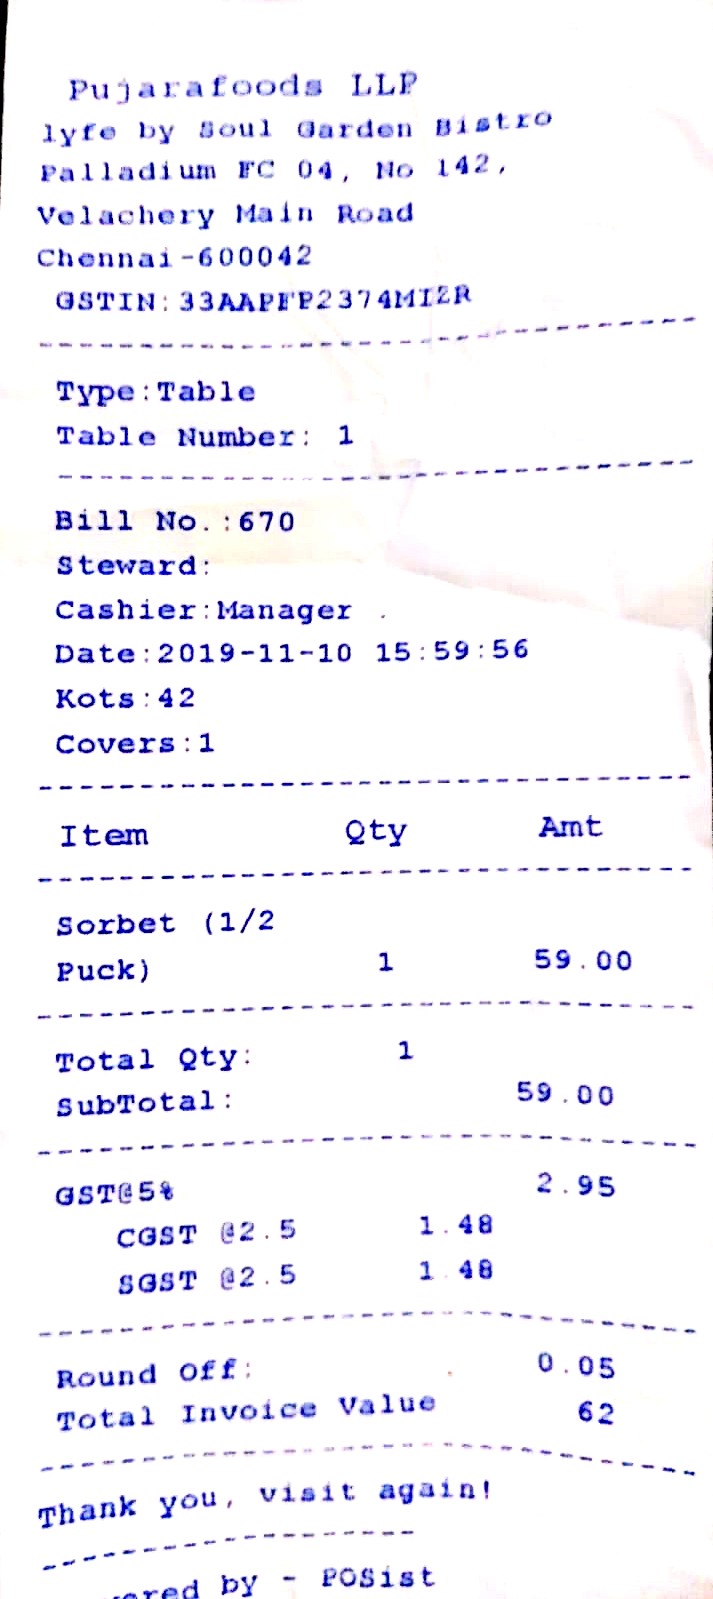 Pujarafoods LLP
lyfe by Soul Garden Bistro
Palladium FC 04, No 142,
Velachery Main Road
Chennai-600042
GSTIN:33AAPFP2374M1ZR
Type:Table
Table Number: 1
Bill No.:670
Steward:
Cashier:Manager
Date:2019-11-10 15:59:56
Kots:42
Covers:1
Item Qty Amt
Sorbet (1/2
Puck) 1 59.00
Total Qty: 1
SubTotal: 59.00
GST@5% 2.95
CGST @2.5 1.48
SGST @2.5 1.48
Round Off: 0.05
Total Invoice Value 62
Thank you, visit again!
by - POSist